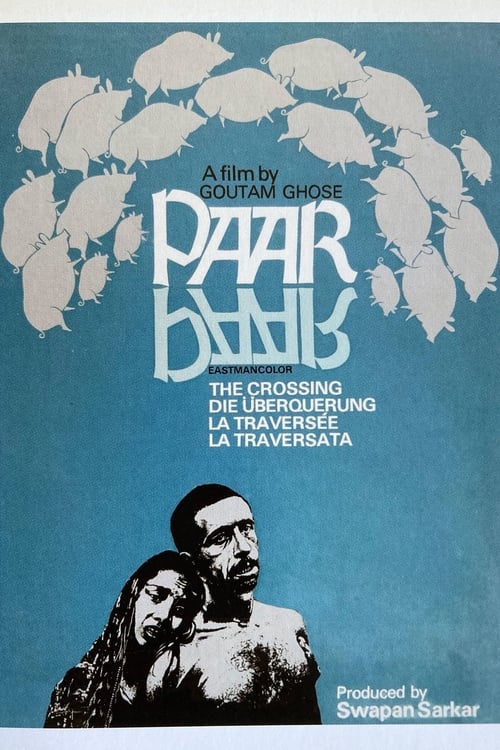 A film by
GOUTAM GHOSE
PAAR
PAAR
EASTMANCOLOR
THE CROSSING
DIE ÜBERQUERUNG
LA TRAVERSÉE
LA TRAVERSATA
Produced by
Swapan Sarkar